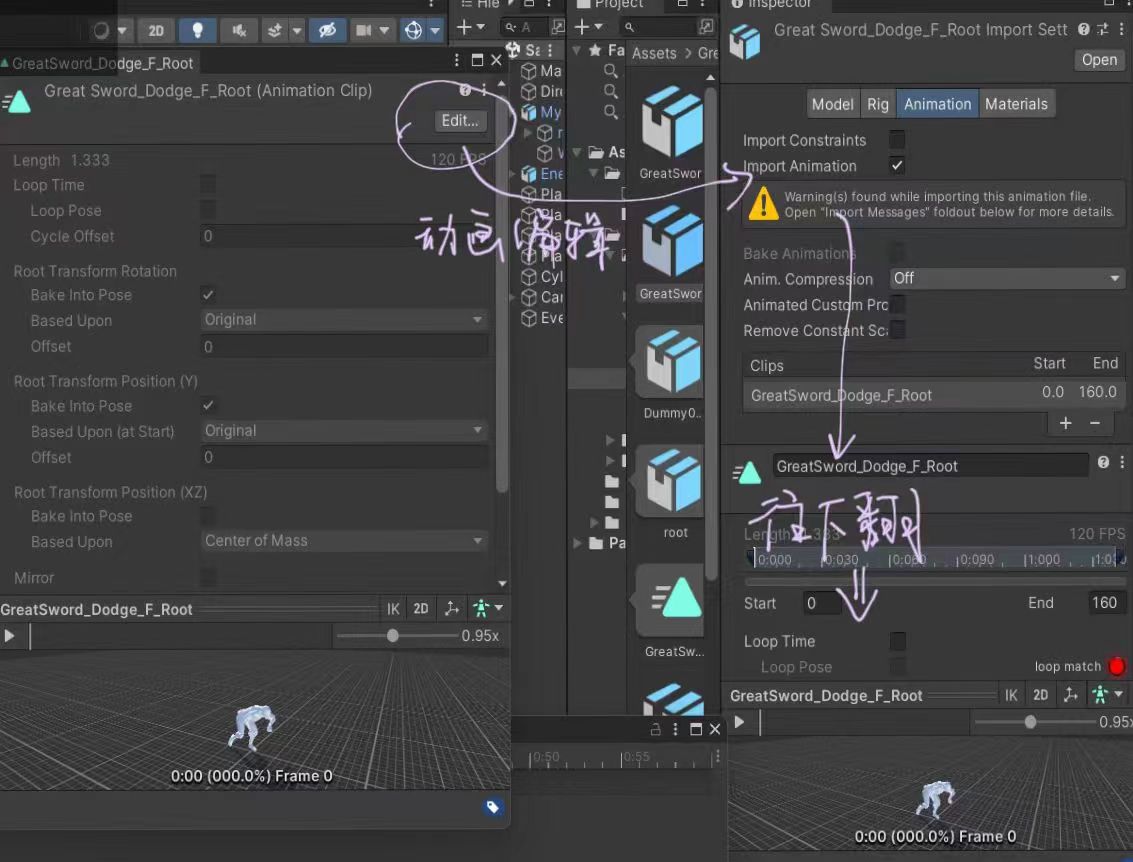 2D
GreatSword_Dodge_F_Root
Great Sword_Dodge_F_Root (Animation Clip)
Edit...
Length 1.333
120 FPS
Loop Time
Loop Pose
Cycle Offset
0
Root Transform Rotation
Bake Into Pose
Based Upon
Original
Offset
0
Root Transform Position (Y)
Bake Into Pose
Based Upon (at Start)
Original
Offset
0
Root Transform Position (XZ)
Bake Into Pose
Based Upon
Center of Mass
Mirror
GreatSword_Dodge_F_Root
IK
2D
0.95x
0:00 (000.0%) Frame 0
动画编辑
Hie
A
Sa
Ma
Dire
My
Ene
Pla
Pla
Pla
Cyl
Car
Eve
Project
Fa
As
Pa
Assets > Gre
GreatSwor
GreatSwor
Dummy0..
root
GreatSw...
0:50
0:55
Inspector
Great Sword_Dodge_F_Root Import Sett
Open
Model
Rig
Animation
Materials
Import Constraints
Import Animation
Warning(s) found while importing this animation file.
Open "Import Messages" foldout below for more details.
Bake Animations
Anim. Compression
Off
Animated Custom Pro
Remove Constant Sca
Clips
Start
End
GreatSword_Dodge_F_Root
0.0
160.0
+ −
GreatSword_Dodge_F_Root
往下翻
Length 1.333
120 FPS
0:000
0:030
0:060
0:090
1:000
1:030
Start
0
End
160
Loop Time
Loop Pose
loop match
GreatSword_Dodge_F_Root
IK
2D
0.95x
0:00 (000.0%) Frame 0